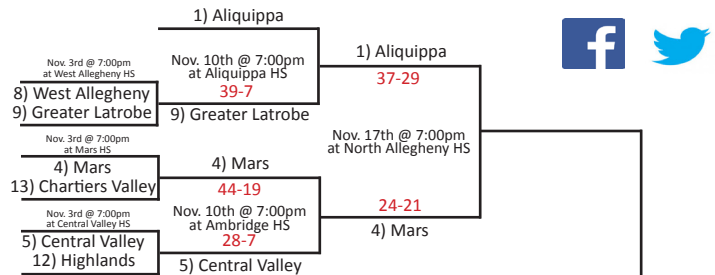 1) Aliquippa
Nov. 3rd @ 7:00pm
at West Allegheny HS
8) West Allegheny
9) Greater Latrobe
Nov. 10th @ 7:00pm
at Aliquippa HS
39-7
9) Greater Latrobe
1) Aliquippa
37-29
Nov. 17th @ 7:00pm
at North Allegheny HS
Nov. 3rd @ 7:00pm
at Mars HS
4) Mars
13) Chartiers Valley
4) Mars
44-19
Nov. 10th @ 7:00pm
at Ambridge HS
28-7
5) Central Valley
24-21
4) Mars
Nov. 3rd @ 7:00pm
at Central Valley HS
5) Central Valley
12) Highlands